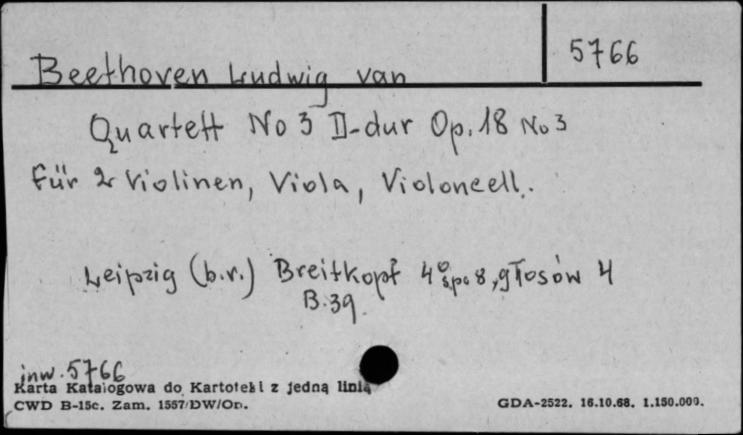 5766
Beethoven Ludwig van
Quartett No 3 D-dur Op. 18 No 3
für 2 Violinen, Viola, Violoncell.
Leipzig (b.r.) Breitkopf 4° sp. 8, głosów 4
B. 39.
inw. 5766
Karta Katalogowa do Kartoteki z jedną linią
CWD B-15c. Zam. 1557/DW/On. GDA-2522. 16.10.68. 1.150.000.